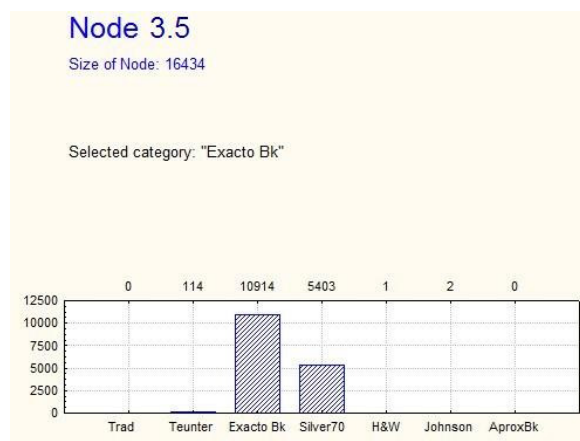 Node 3.5
Size of Node: 16434
Selected category: "Exacto Bk"
0 114 10914 5403 1 2 0
12500
10000
7500
5000
2500
0
Trad Teunter Exacto Bk Silver70 H&W Johnson AproxBk